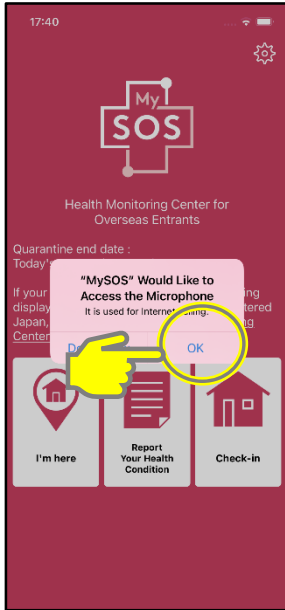 17:40
My
SOS
Health Monitoring Center for
Overseas Entrants
Quarantine end date :
Today's
"MySOS" Would Like to
Access the Microphone
If your
It is used for Internet
display
Japan,
Center
OK
I'm here
Report
Your Health
Condition
Check-in